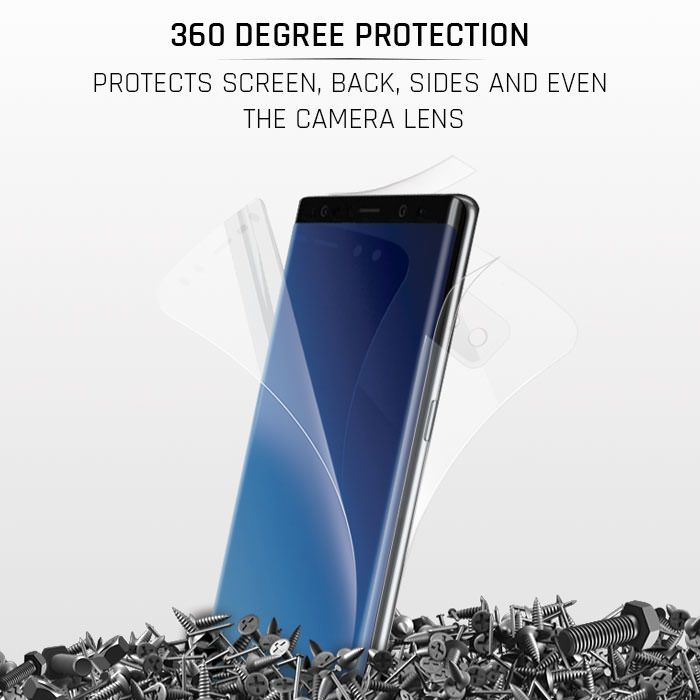 360 DEGREE PROTECTION
PROTECTS SCREEN, BACK, SIDES AND EVEN
THE CAMERA LENS